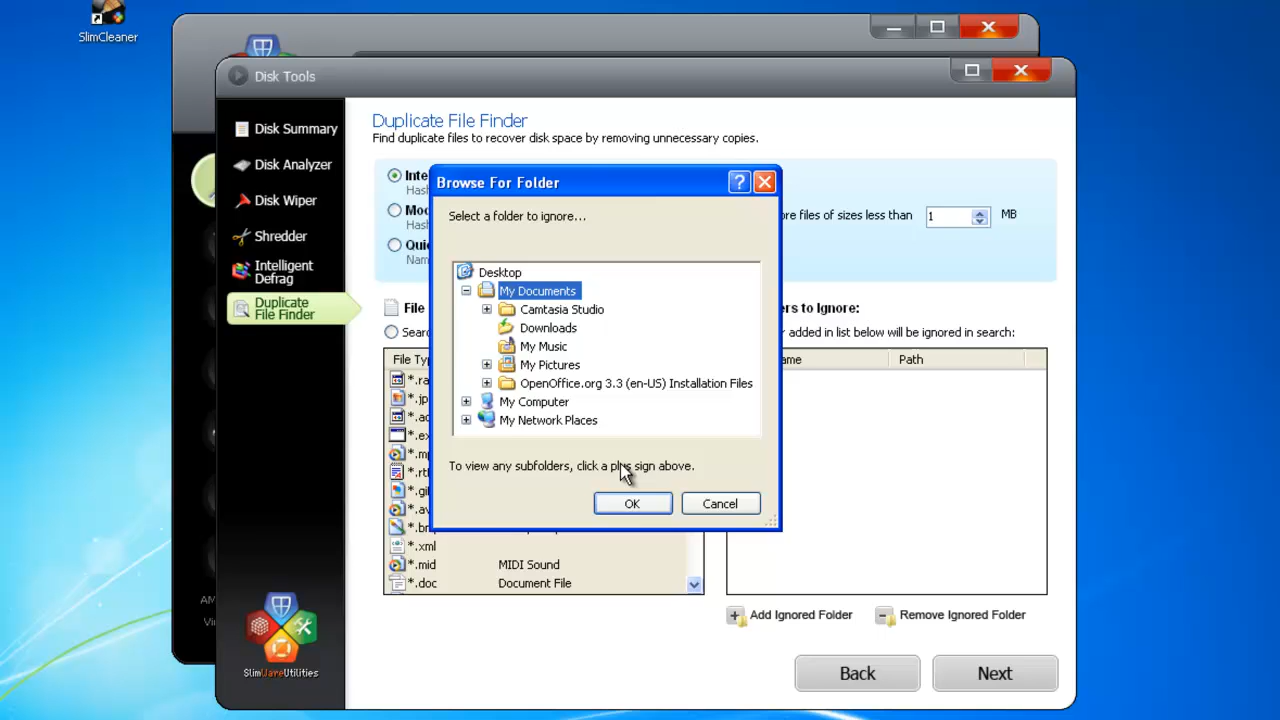 SlimCleaner
Disk Tools
Disk Summary
Disk Analyzer
Disk Wiper
Shredder
Intelligent
Defrag
Duplicate
File Finder
SlimWareUtilities
Duplicate File Finder
Find duplicate files to recover disk space by removing unnecessary copies.
files of sizes less than
1
MB
Browse For Folder
Select a folder to ignore...
Desktop
My Documents
Camtasia Studio
Downloads
My Music
My Pictures
OpenOffice.org 3.3 (en-US) Installation Files
My Computer
My Network Places
To view any subfolders, click a plus sign above.
OK
Cancel
File
to Ignore:
added in list below will be ignored in search:
Path
*.xml
*.mid MIDI Sound
*.doc Document File
Add Ignored Folder
Remove Ignored Folder
Back
Next